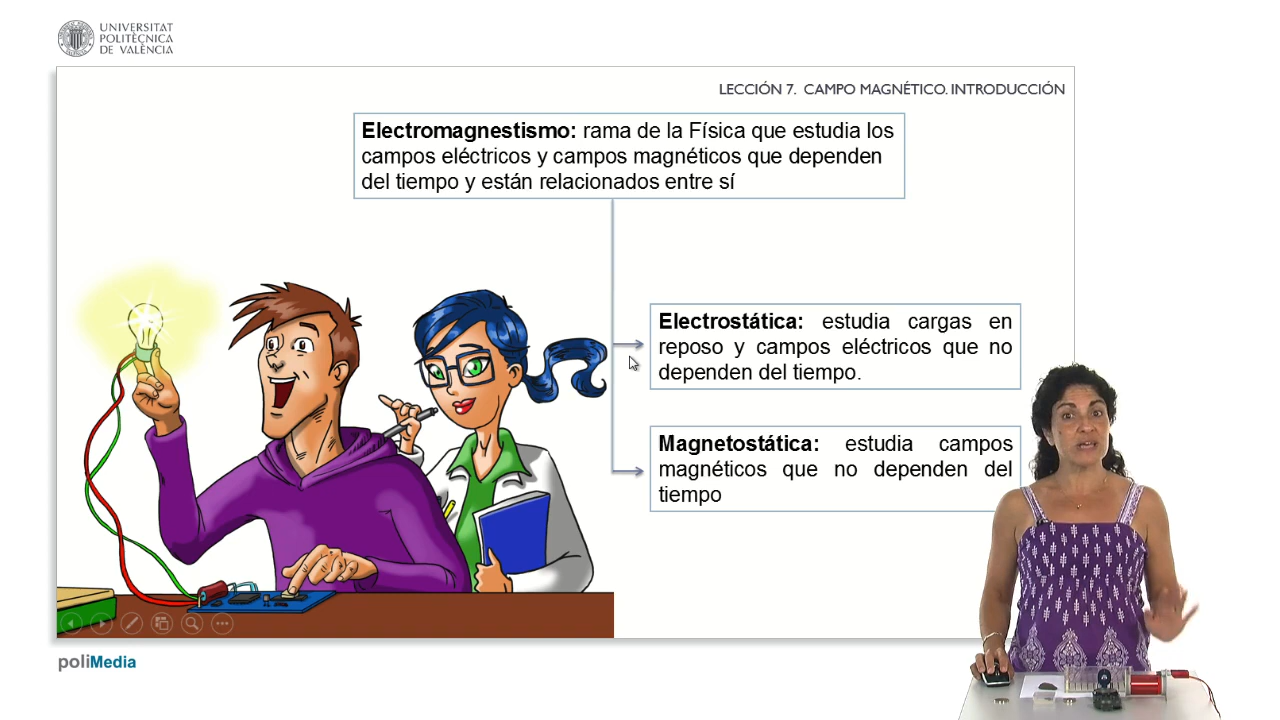 UNIVERSITAT
POLITÈCNICA
DE VALÈNCIA
LECCIÓN 7. CAMPO MAGNÉTICO. INTRODUCCIÓN
Electromagnestismo: rama de la Física que estudia los
campos eléctricos y campos magnéticos que dependen
del tiempo y están relacionados entre sí
Electrostática: estudia cargas en
reposo y campos eléctricos que no
dependen del tiempo.
Magnetostática: estudia campos
magnéticos que no dependen del
tiempo
poliMedia